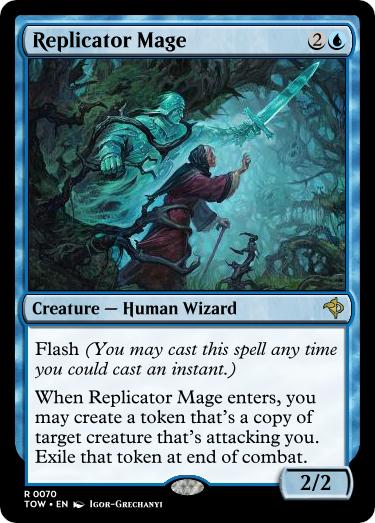 Replicator Mage 2
Creature — Human Wizard
Flash (You may cast this spell any time
you could cast an instant.)
When Replicator Mage enters, you
may create a token that's a copy of
target creature that's attacking you.
Exile that token at end of combat.
2/2
R 0070
TOW • EN Igor-Grechanyi